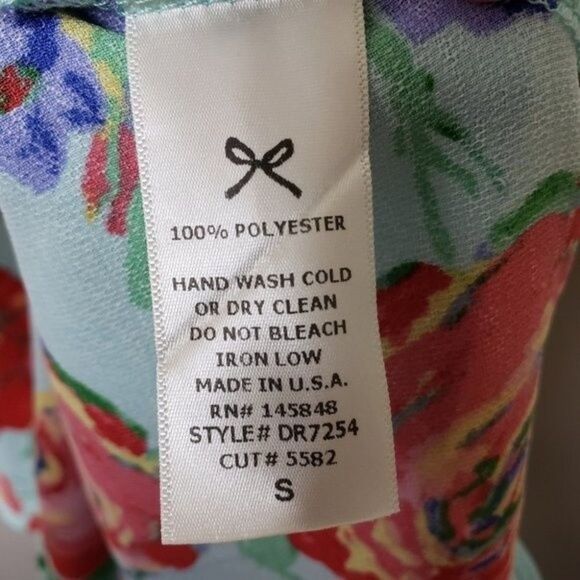 100% POLYESTER
HAND WASH COLD
OR DRY CLEAN
DO NOT BLEACH
IRON LOW
MADE IN U.S.A.
RN# 145848
STYLE# DR7254
CUT# 5582
S